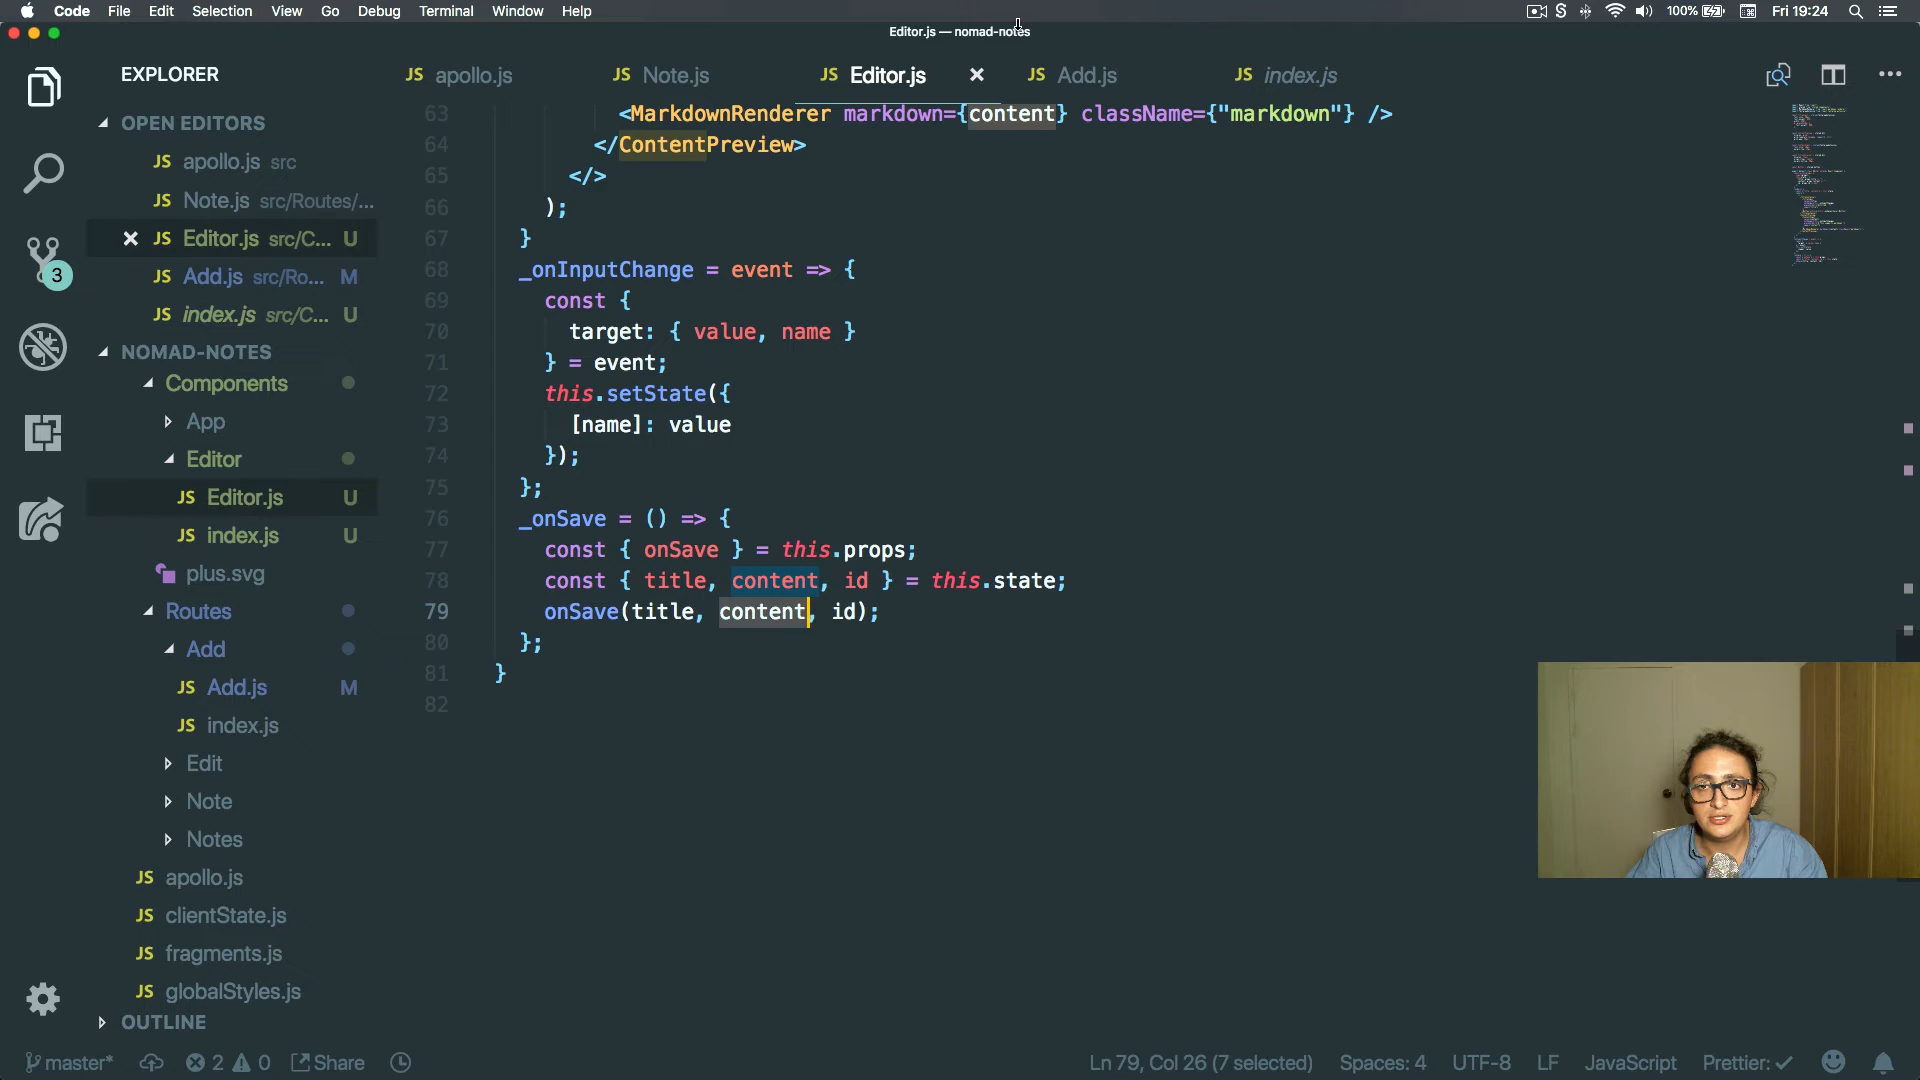 Code File Edit Selection View Go Debug Terminal Window Help
100% Fri 19:24
Editor.js — nomad-notes
EXPLORER
JS apollo.js
JS Note.js
JS Editor.js
JS Add.js
JS index.js
OPEN EDITORS
JS apollo.js src
JS Note.js src/Routes/...
JS Editor.js src/C... U
JS Add.js src/Ro... M
JS index.js src/C... U
NOMAD-NOTES
Components
App
Editor
JS Editor.js U
JS index.js U
plus.svg
Routes
Add
JS Add.js M
JS index.js
Edit
Note
Notes
JS apollo.js
JS clientState.js
JS fragments.js
JS globalStyles.js
OUTLINE
3
63 <MarkdownRenderer markdown={content} className={"markdown"} />
64 </ContentPreview>
65 </>
66 );
67 }
68 _onInputChange = event => {
69 const {
70 target: { value, name }
71 } = event;
72 this.setState({
73 [name]: value
74 });
75 };
76 _onSave = () => {
77 const { onSave } = this.props;
78 const { title, content, id } = this.state;
79 onSave(title, content, id);
80 };
81 }
82
master* 2 0 Share
Ln 79, Col 26 (7 selected) Spaces: 4 UTF-8 LF JavaScript Prettier: ✓